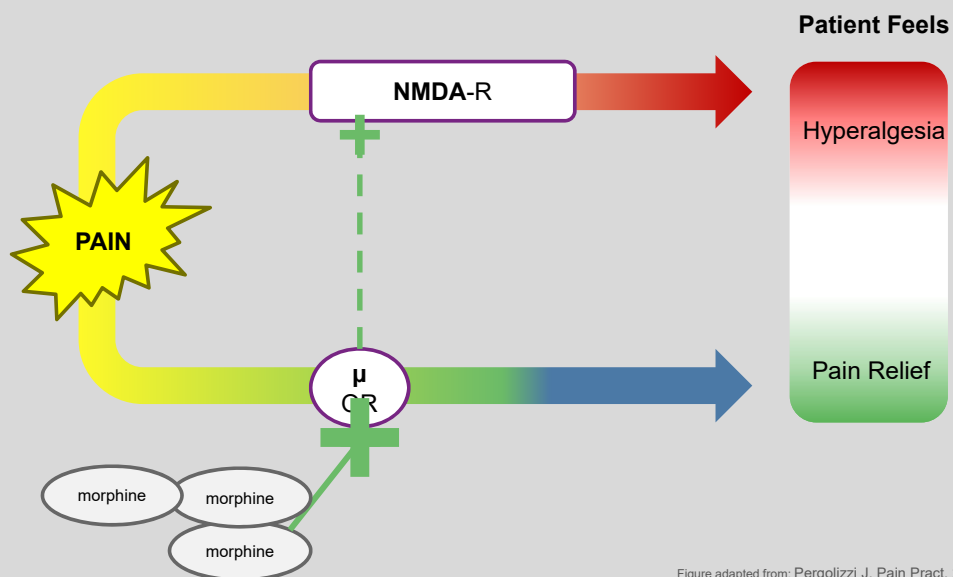 Patient Feels
NMDA-R
Hyperalgesia
PAIN
µ
OR
Pain Relief
morphine
morphine
morphine
Figure adapted from: Pergolizzi J. Pain Pract.